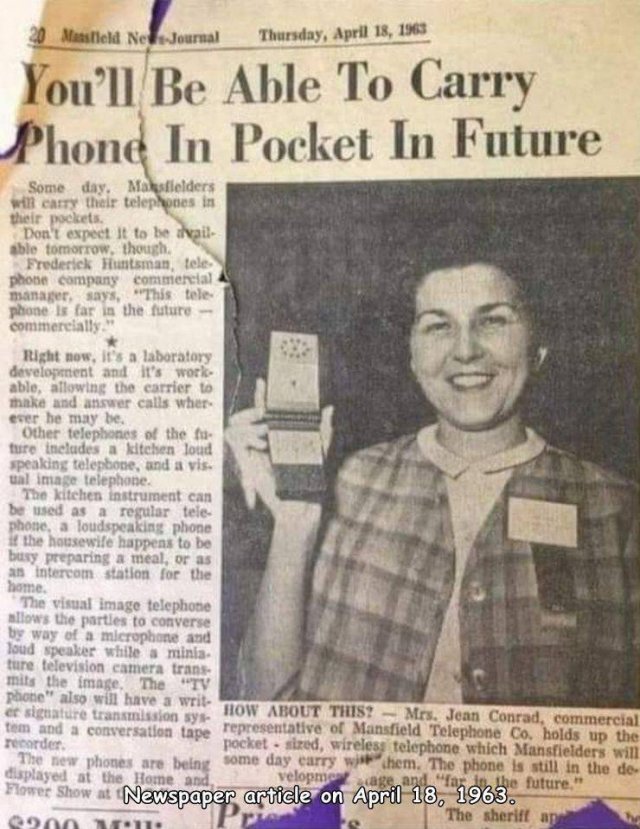 20 Mansfield News-Journal Thursday, April 18, 1963
You'll Be Able To Carry
Phone In Pocket In Future
Some day, Mansfielders
will carry their telephones in
their pockets.
Don't expect it to be avail-
able tomorrow, though.
Frederick Huntsman, tele-
phone company commercial
manager, says, "This tele-
phone is far in the future —
commercially."
Right now, it's a laboratory
development and it's work-
able, allowing the carrier to
make and answer calls wher-
ever he may be.
Other telephones of the fu-
ture includes a kitchen loud
speaking telephone, and a vis-
ual image telephone.
The kitchen instrument can
be used as a regular tele-
phone, a loudspeaking phone
if the housewife happens to be
busy preparing a meal, or as
an intercom station for the
home.
The visual image telephone
allows the parties to converse
by way of a microphone and
loud speaker while a minia-
ture television camera trans-
mits the image. The "TV
phone" also will have a writ-
er signature transmission sys-
tem and a conversation tape
recorder.
The new phones are being
displayed at the Home and
Flower Show at
HOW ABOUT THIS? — Mrs. Jean Conrad, commercial
representative of Mansfield Telephone Co. holds up the
pocket - sized, wireless telephone which Mansfielders will
some day carry with them. The phone is still in the de-
velopment stage and "far in the future."
The sheriff
Newspaper article on April 18, 1963.